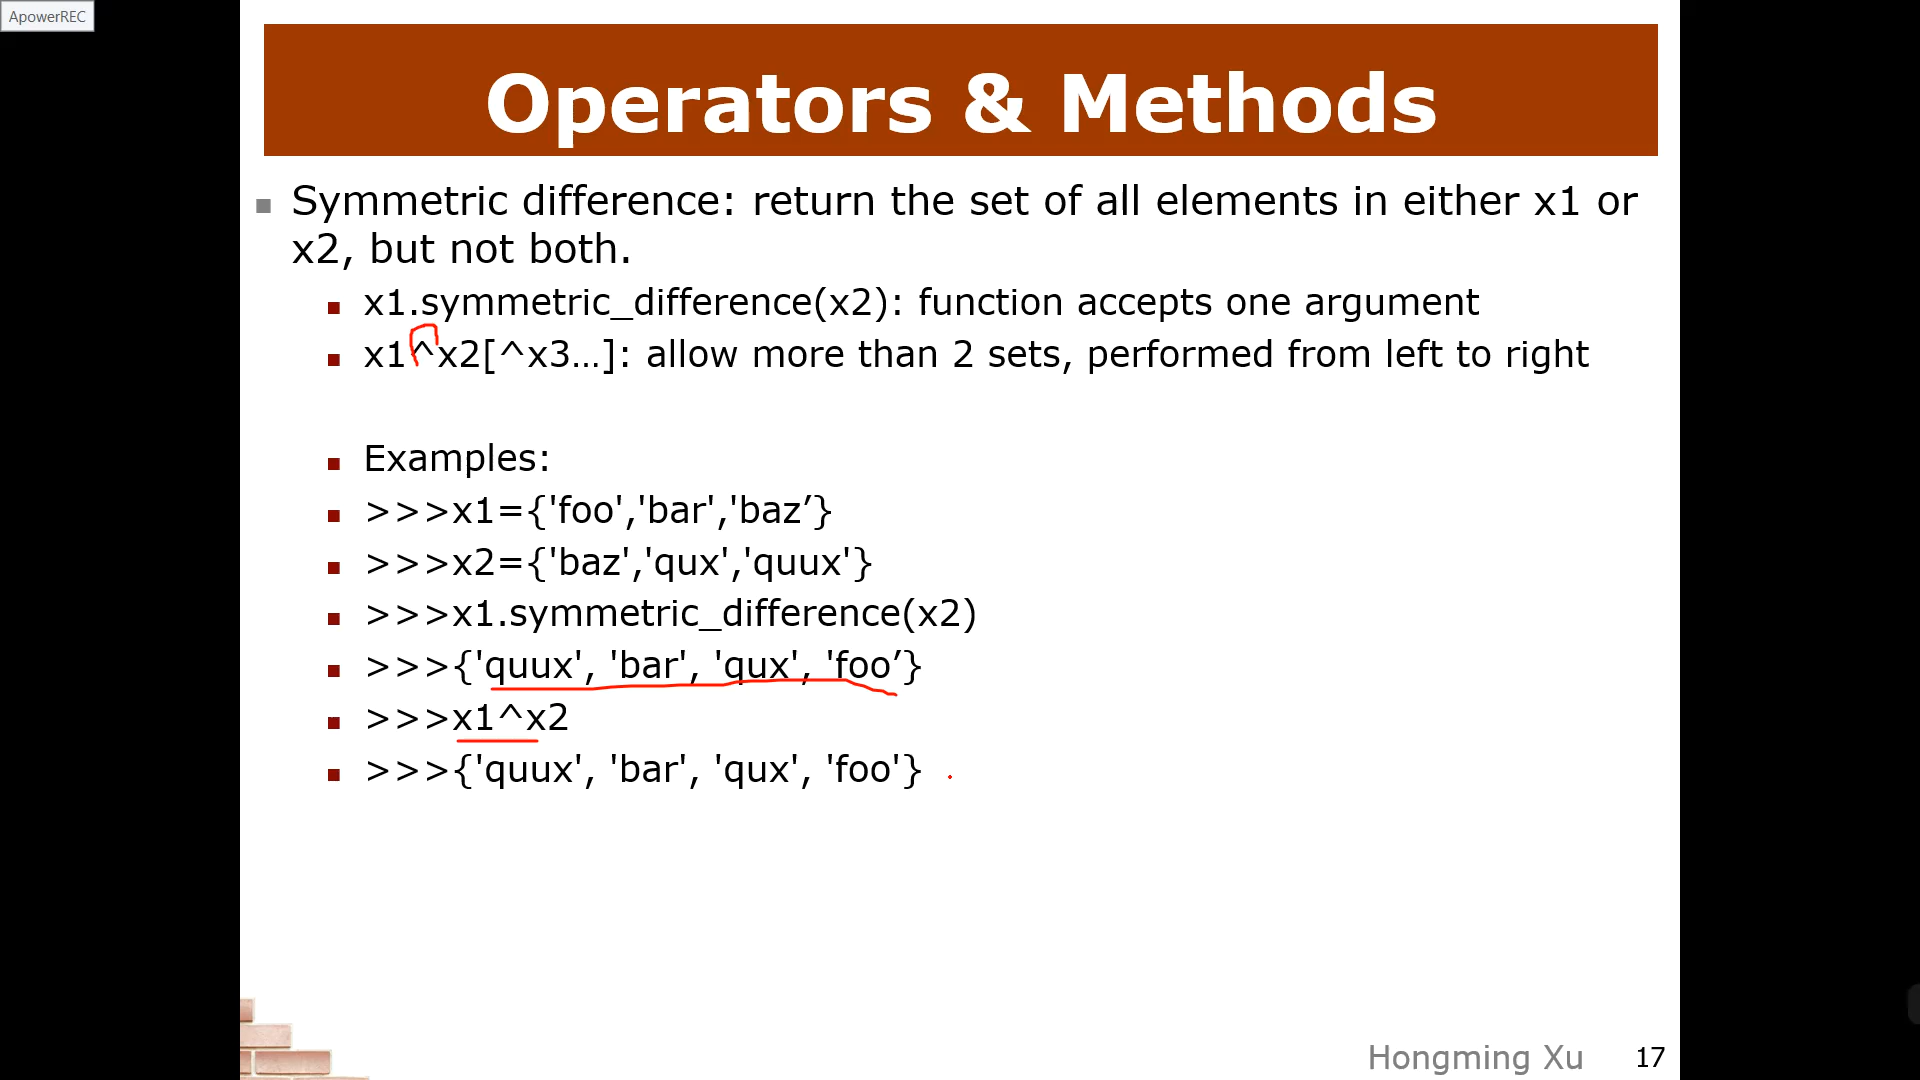 ApowerREC
Operators & Methods
Symmetric difference: return the set of all elements in either x1 or
x2, but not both.
x1.symmetric_difference(x2): function accepts one argument
x1^x2[^x3…]: allow more than 2 sets, performed from left to right
Examples:
>>>x1={'foo','bar','baz’}
>>>x2={'baz','qux','quux'}
>>>x1.symmetric_difference(x2)
>>>{'quux', 'bar', 'qux', 'foo’}
>>>x1^x2
>>>{'quux', 'bar', 'qux', 'foo'}
Hongming Xu 17